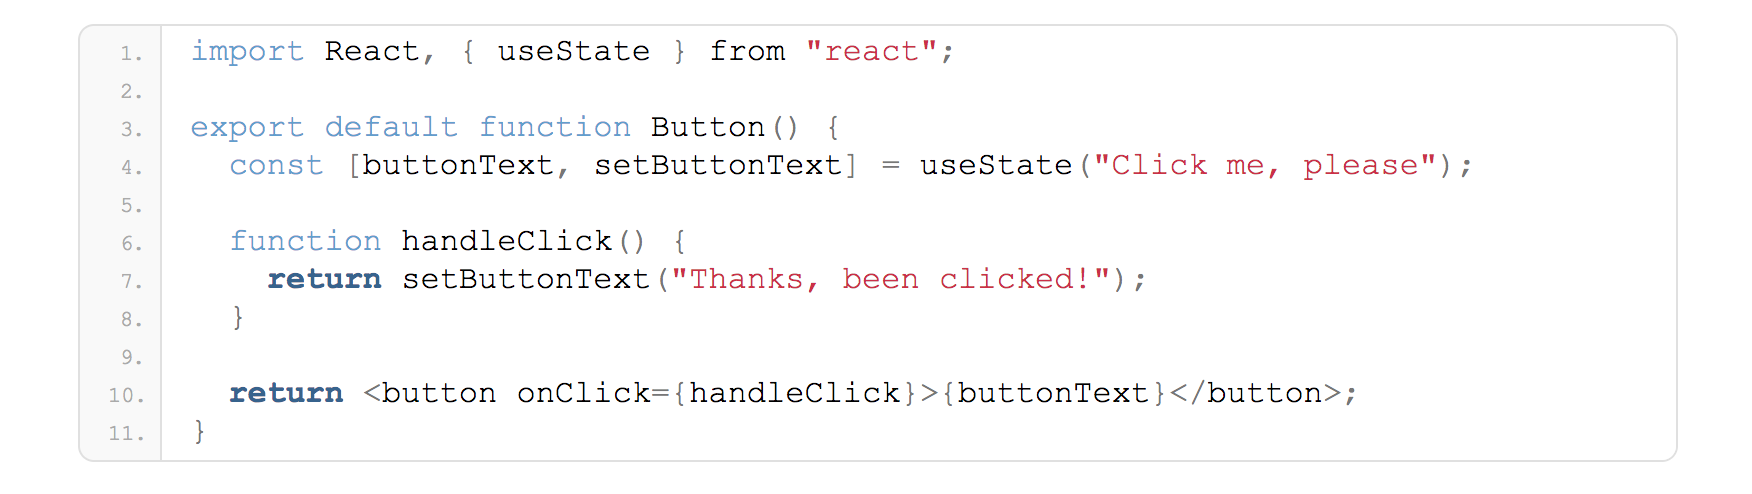 1. import React, { useState } from "react";
2.
3. export default function Button() {
4.   const [buttonText, setButtonText] = useState("Click me, please");
5.
6.   function handleClick() {
7.     return setButtonText("Thanks, been clicked!");
8.   }
9.
10.   return <button onClick={handleClick}>{buttonText}</button>;
11. }